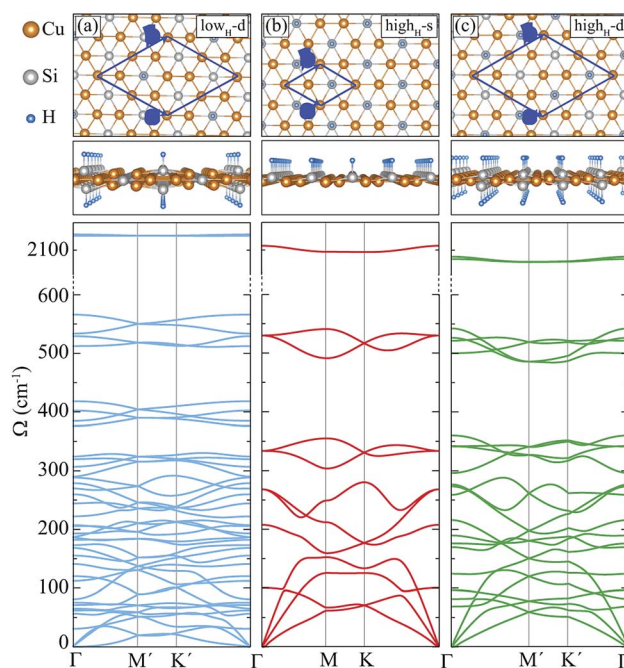 Cu
Si
H
(a) low_H-d
(b) high_H-s
(c) high_H-d
Ω (cm⁻¹)
2100
600
500
400
300
200
100
0
Γ M′ K′ Γ M K Γ M′ K′ Γ